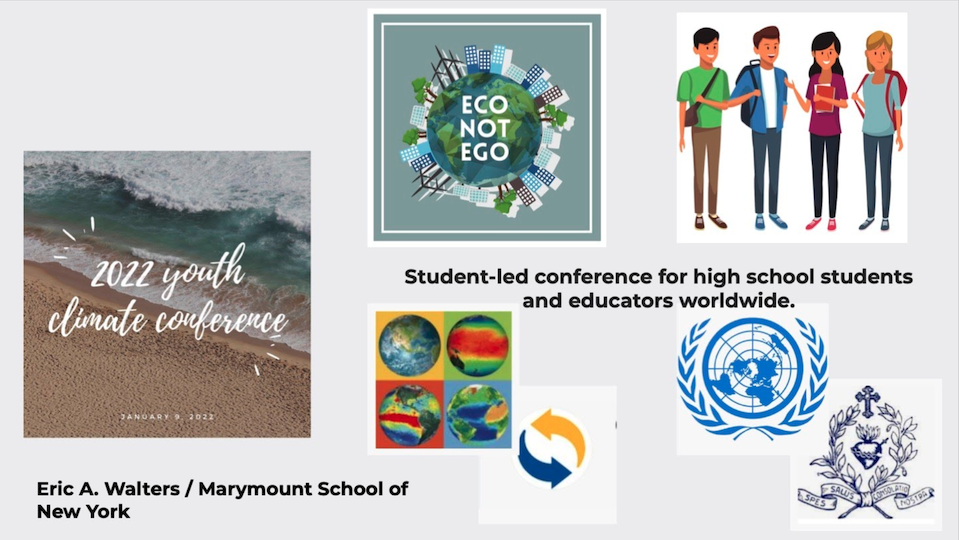 ECO
NOT
EGO
2022 youth
climate conference
JANUARY 9, 2022
Student-led conference for high school students
and educators worldwide.
SPES SALUS CONSOLATIO NOSTRA
Eric A. Walters / Marymount School of
New York